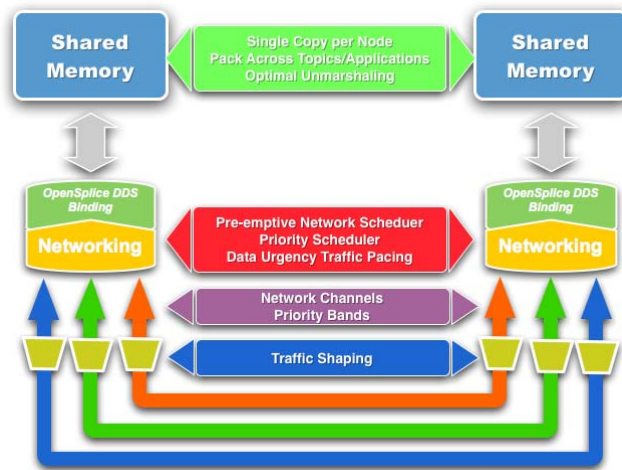 Shared
Memory
Single Copy per Node
Pack Across Topics/Applications
Optimal Unmarshaling
Shared
Memory
OpenSplice DDS
Binding
Networking
Pre-emptive Network Scheduer
Priority Scheduler
Data Urgency Traffic Pacing
OpenSplice DDS
Binding
Networking
Network Channels
Priority Bands
Traffic Shaping